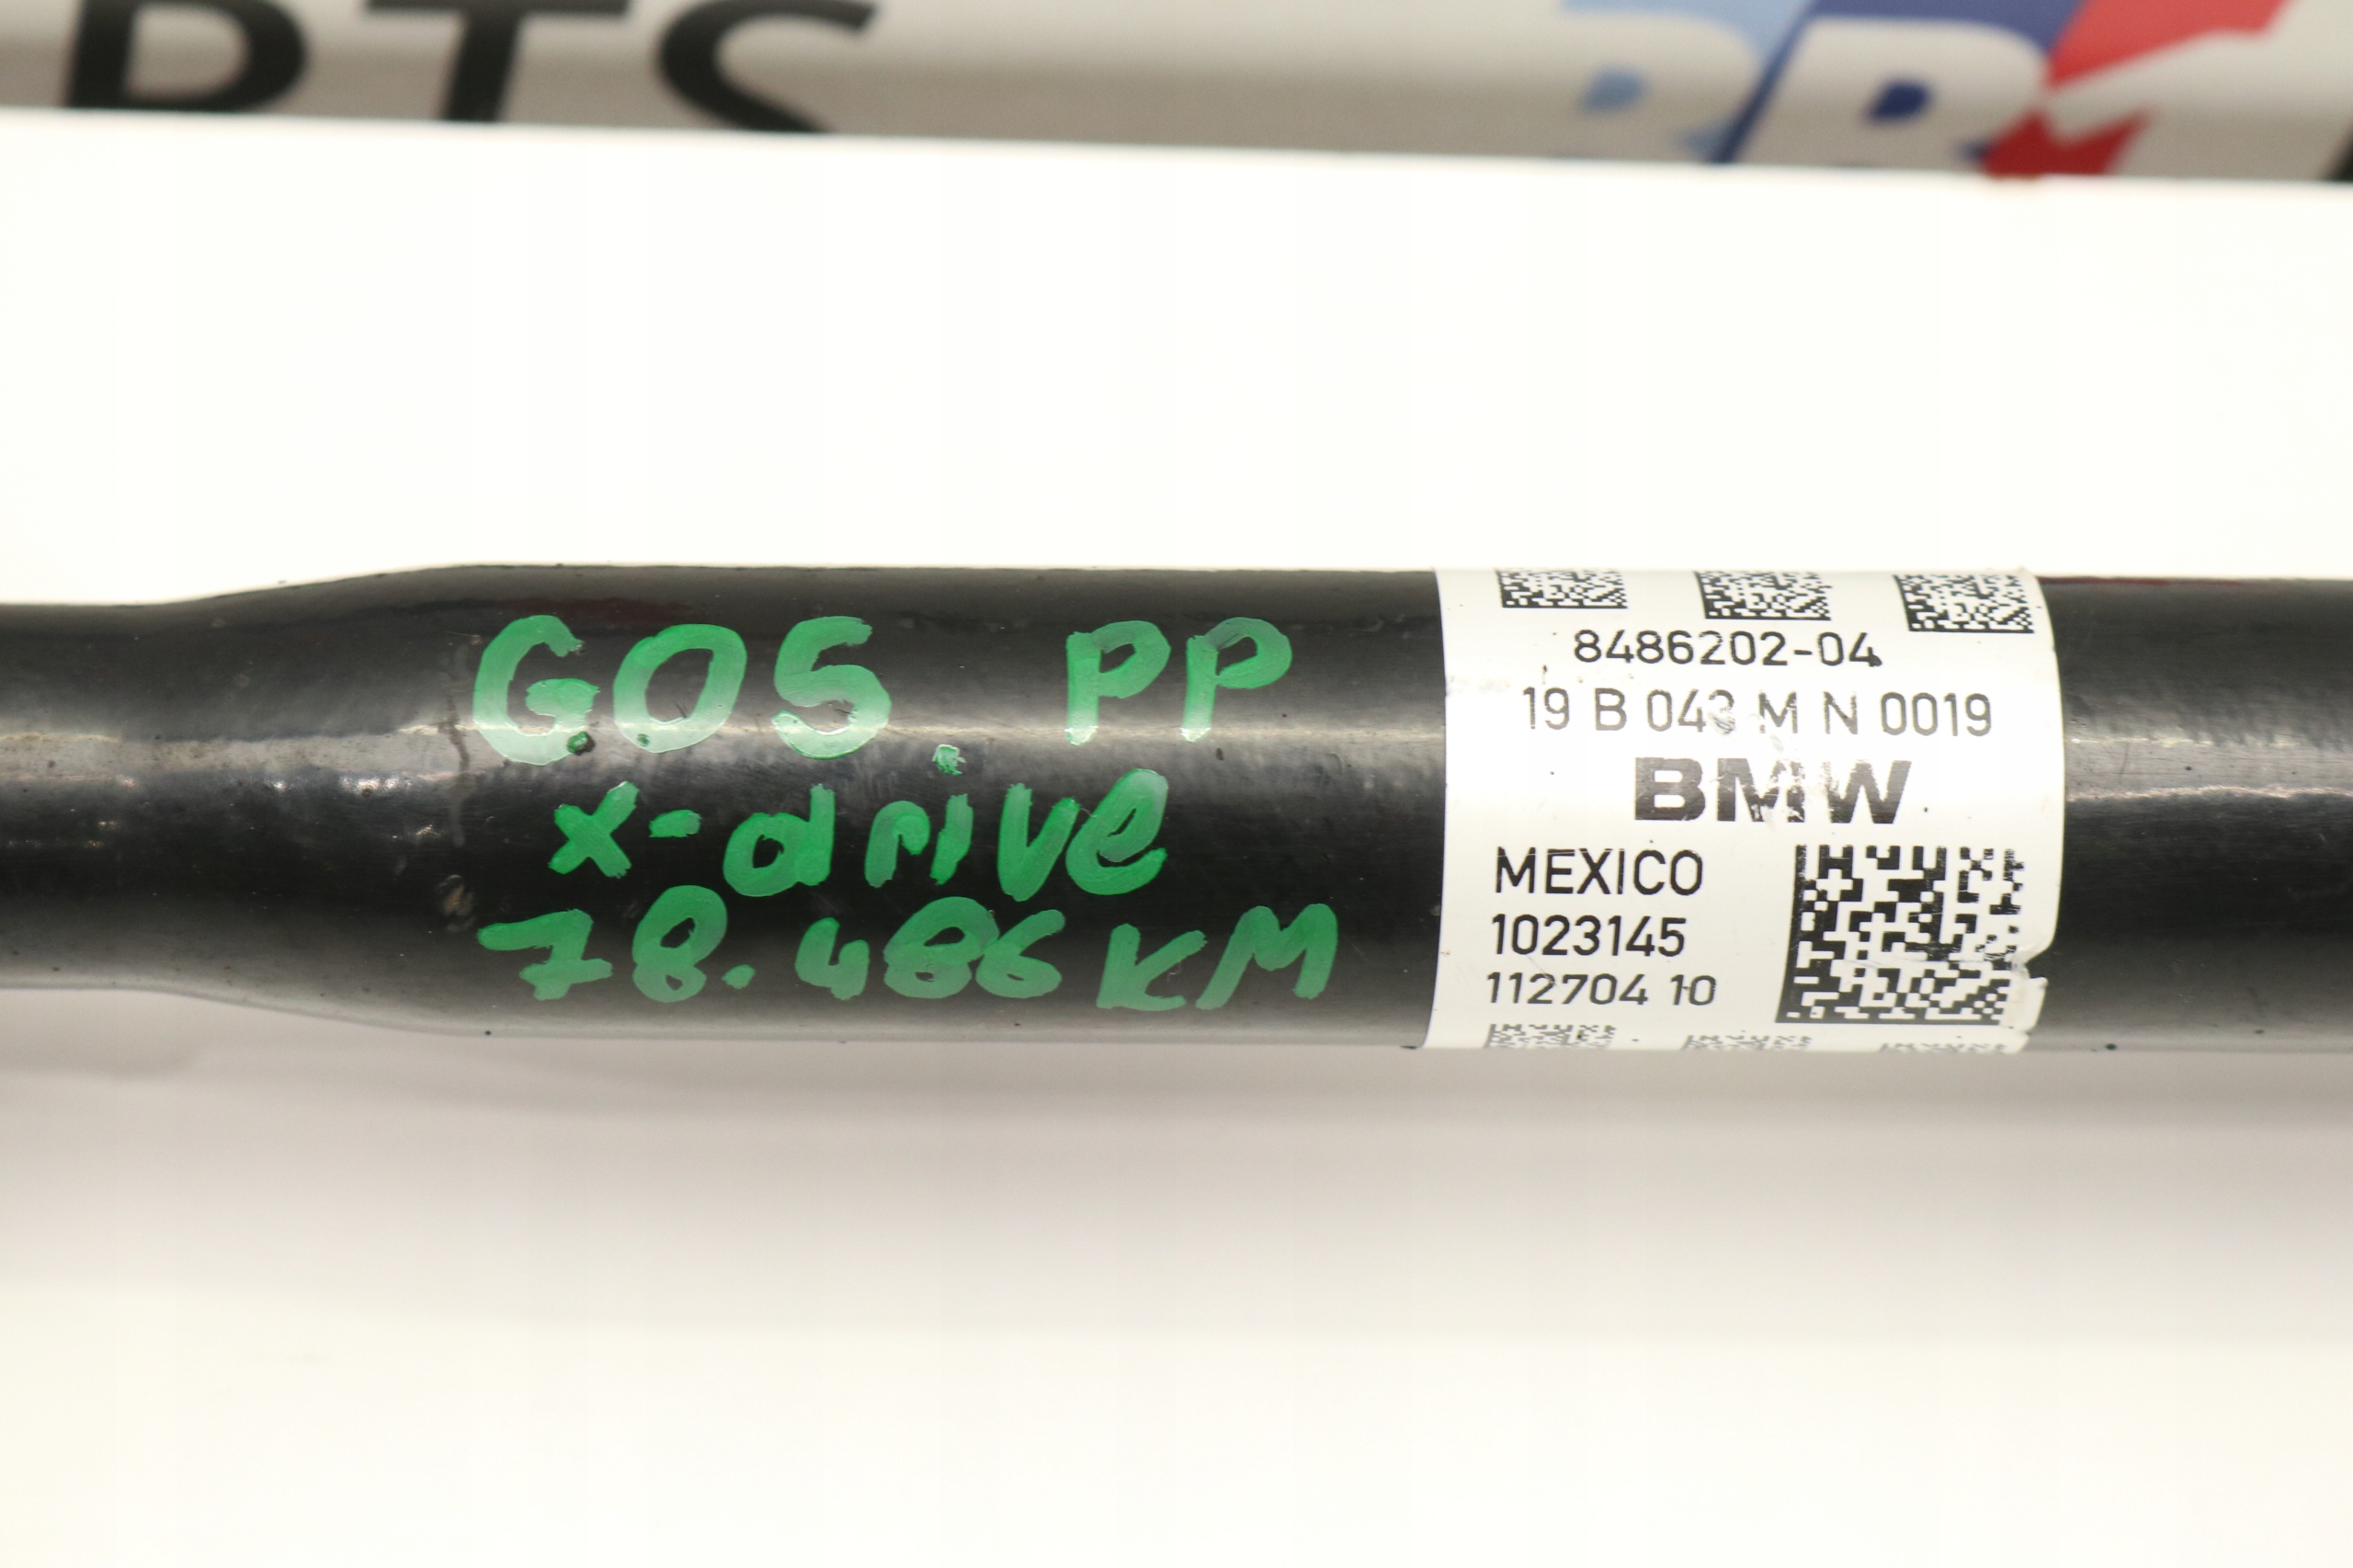 G05 PP
x-drive
78.486 KM
8486202-04
19 B 043 M N 0019
BMW
MEXICO
1023145
112704 10